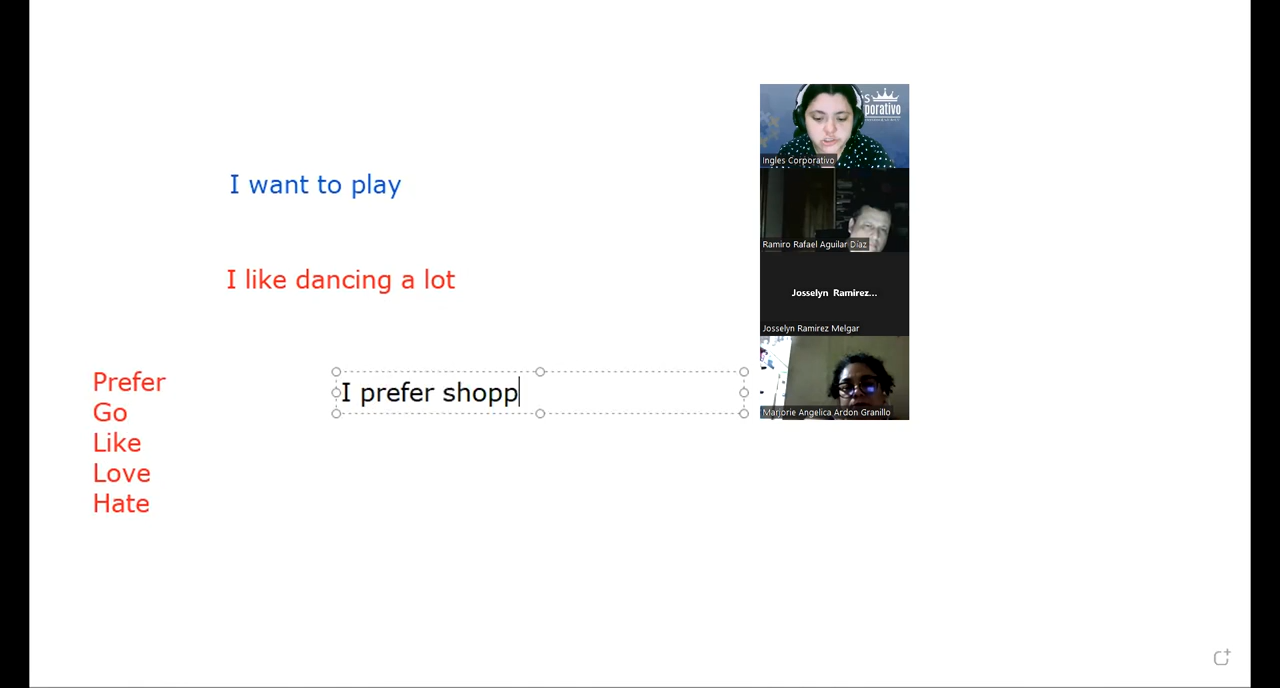 I want to play
I like dancing a lot
Prefer
Go
Like
Love
Hate
I prefer shopp
porativo
Ingles Corporativo
Ramiro Rafael Aguilar Díaz
Josselyn Ramirez...
Josselyn Ramirez Melgar
Marjorie Angelica Ardon Granillo